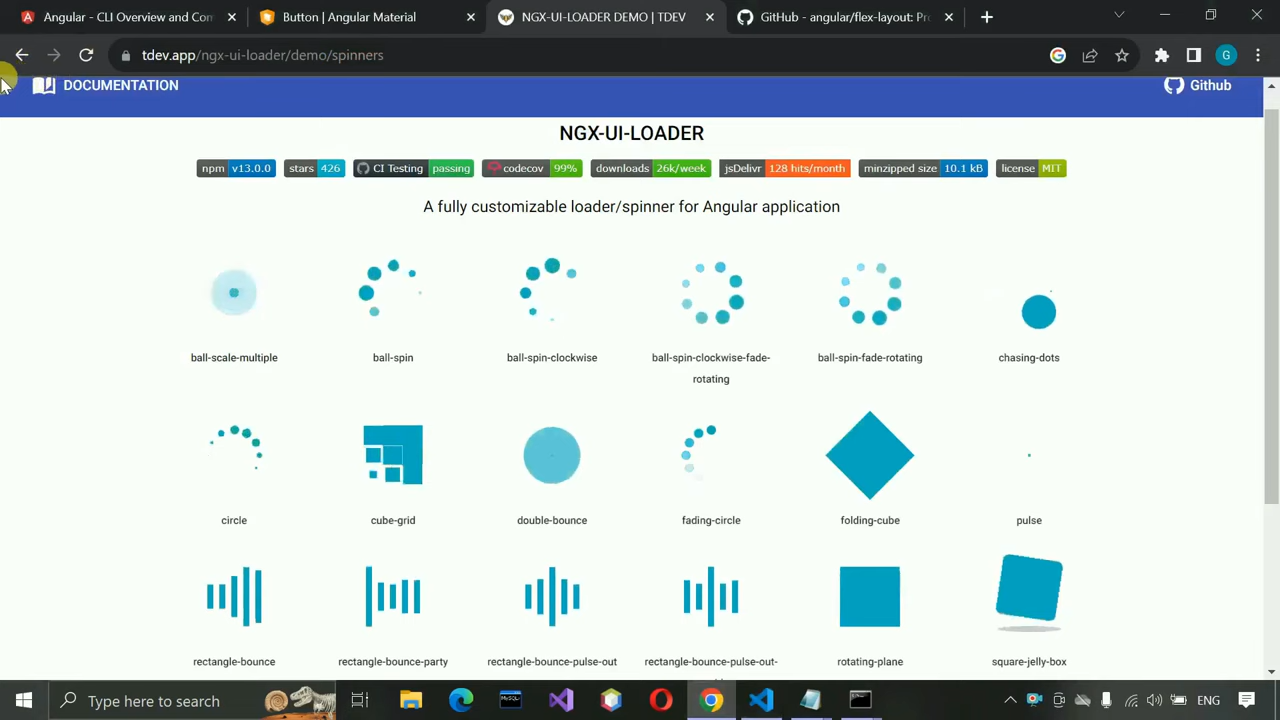 Angular - CLI Overview and Com
Button | Angular Material
NGX-UI-LOADER DEMO | TDEV
GitHub - angular/flex-layout: Pro
tdev.app/ngx-ui-loader/demo/spinners
G
DOCUMENTATION
Github
NGX-UI-LOADER
npm v13.0.0
stars 426
CI Testing passing
codecov 99%
downloads 26k/week
jsDelivr 128 hits/month
minzipped size 10.1 kB
license MIT
A fully customizable loader/spinner for Angular application
ball-scale-multiple
ball-spin
ball-spin-clockwise
ball-spin-clockwise-fade-
rotating
ball-spin-fade-rotating
chasing-dots
circle
cube-grid
double-bounce
fading-circle
folding-cube
pulse
rectangle-bounce
rectangle-bounce-party
rectangle-bounce-pulse-out
rectangle-bounce-pulse-out-
rotating-plane
square-jelly-box
Type here to search
ENG